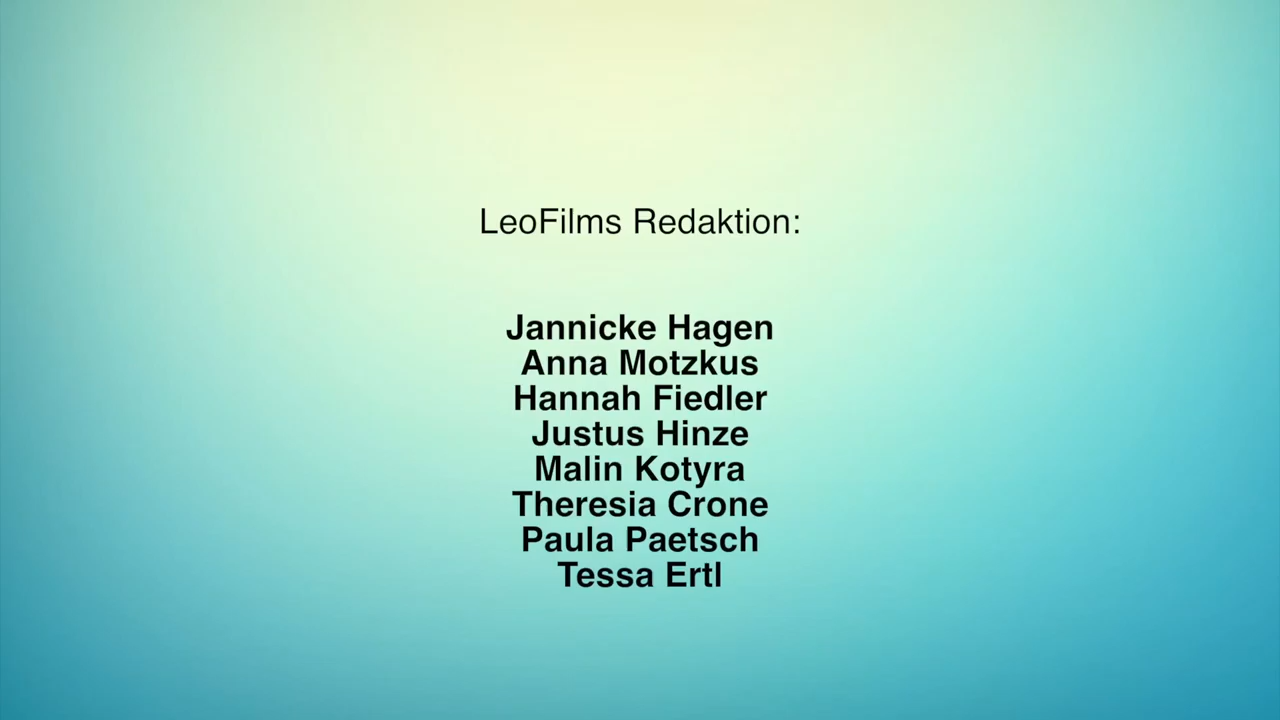 LeoFilms Redaktion:
Jannicke Hagen
Anna Motzkus
Hannah Fiedler
Justus Hinze
Malin Kotyra
Theresia Crone
Paula Paetsch
Tessa Ertl